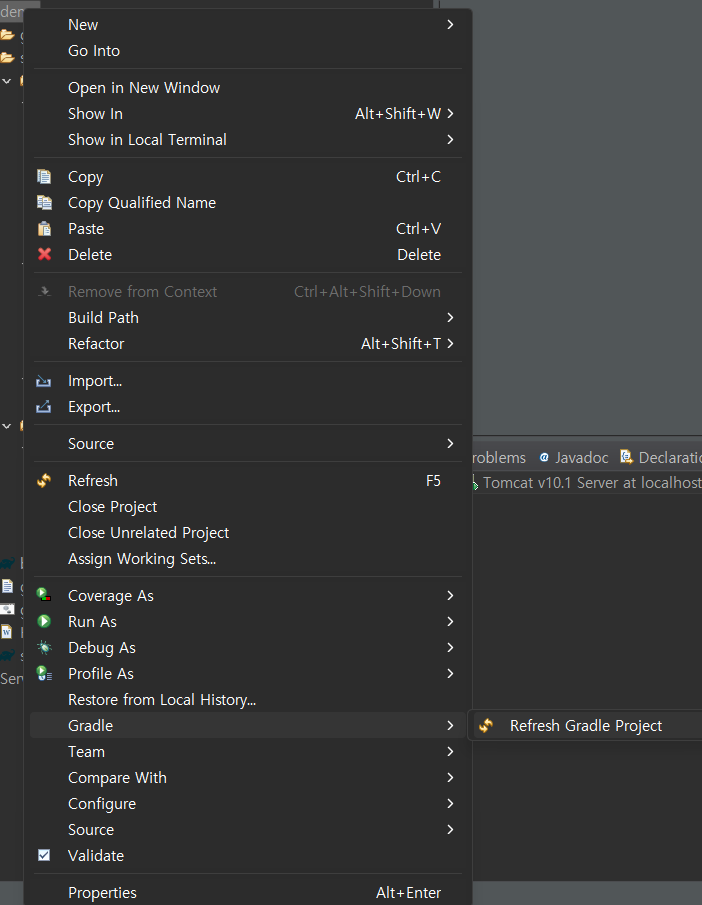 New
Go Into
Open in New Window
Show In Alt+Shift+W
Show in Local Terminal
Copy Ctrl+C
Copy Qualified Name
Paste Ctrl+V
Delete Delete
Remove from Context Ctrl+Alt+Shift+Down
Build Path
Refactor Alt+Shift+T
Import...
Export...
Source
roblems Javadoc Declaratic
Refresh F5
Tomcat v10.1 Server at localhost
Close Project
Close Unrelated Project
Assign Working Sets...
Coverage As
Run As
Debug As
Profile As
Ser
Restore from Local History...
Gradle
Refresh Gradle Project
Team
Compare With
Configure
Source
Validate
Properties Alt+Enter